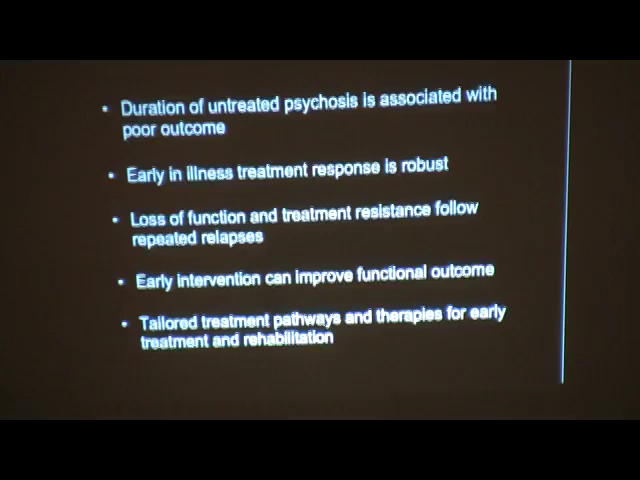 • Duration of untreated psychosis is associated with
poor outcome
• Early in illness treatment response is robust
• Loss of function and treatment resistance follow
repeated relapses
• Early intervention can improve functional outcome
• Tailored treatment pathways and therapies for early
treatment and rehabilitation